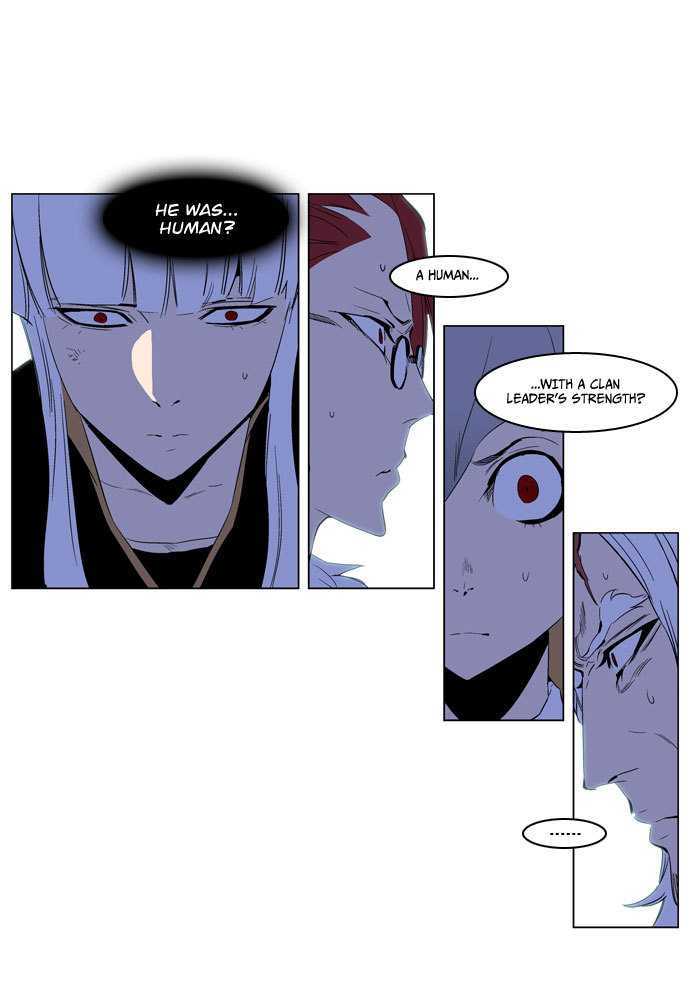 HE WAS...
HUMAN?
A HUMAN...
...WITH A CLAN
LEADER'S STRENGTH?
------